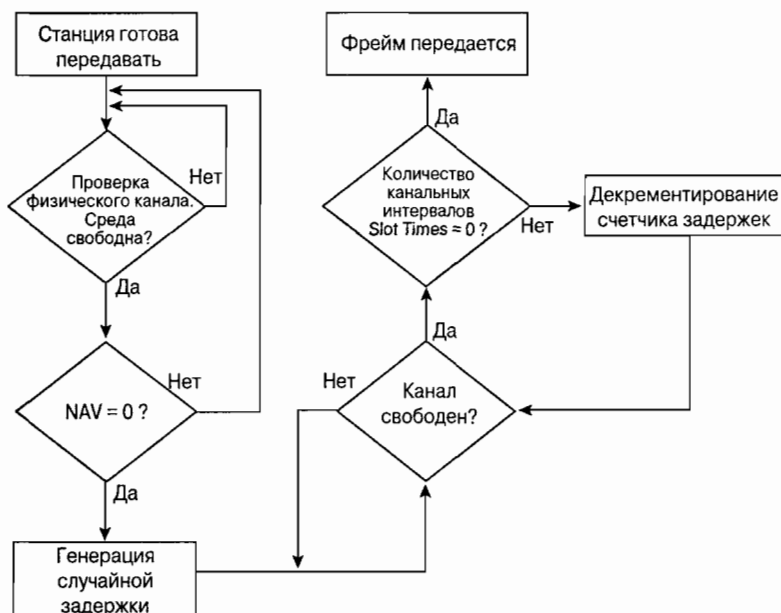 Станция готова
передавать
Нет
Проверка
физического канала.
Среда
свободна?
Да
Нет
NAV = 0 ?
Да
Генерация
случайной
задержки
Фрейм передается
Да
Количество
канальных
интервалов
Slot Times = 0 ?
Нет
Декрементирование
счетчика задержек
Да
Нет
Канал
свободен?